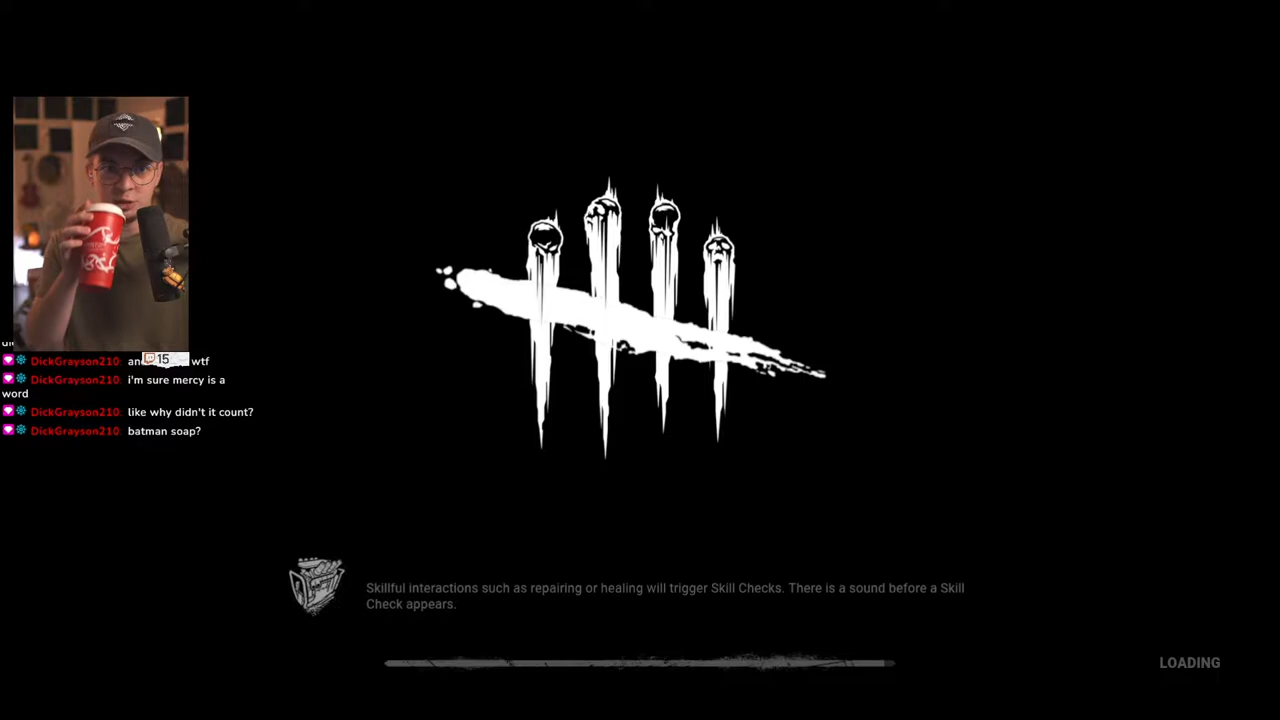 15
DickGrayson210: wtf
DickGrayson210: i'm sure mercy is a
word
DickGrayson210: like why didn't it count?
DickGrayson210: batman soap?
Skillful interactions such as repairing or healing will trigger Skill Checks. There is a sound before a Skill
Check appears.
LOADING